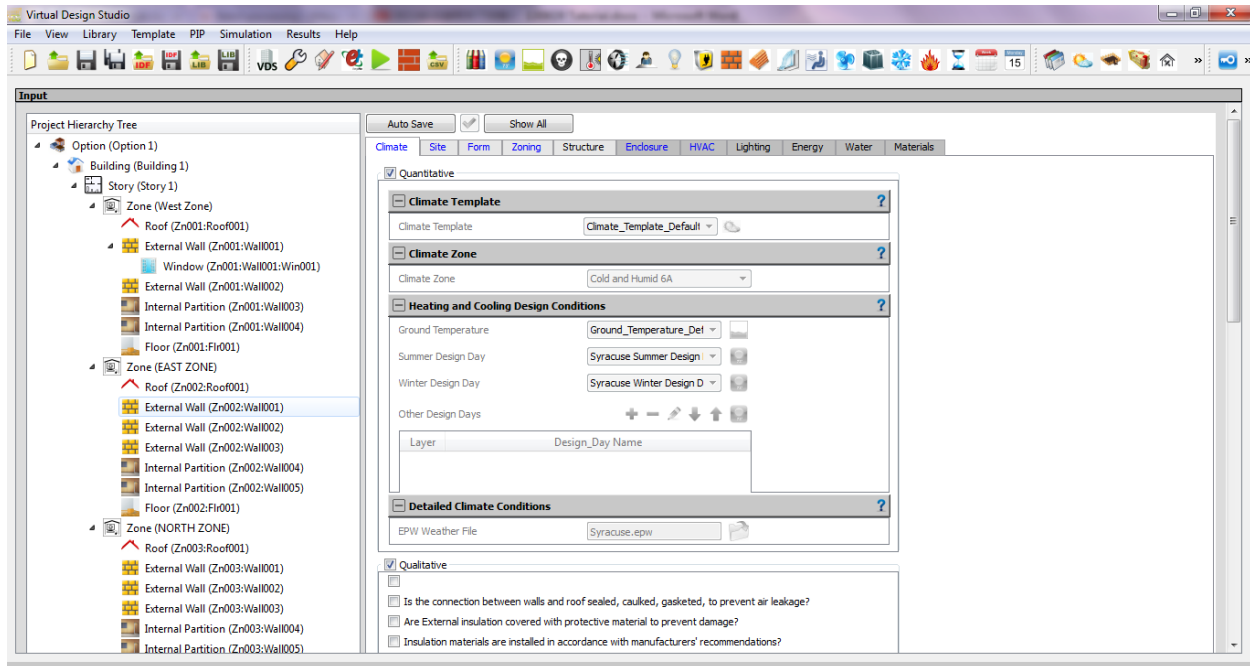 Virtual Design Studio
File View Library Template PIP Simulation Results Help
IDF LIB LIB VDS CSV 15 » »
Input
Project Hierarchy Tree
Option (Option 1)
Building (Building 1)
Story (Story 1)
Zone (West Zone)
Roof (Zn001:Roof001)
External Wall (Zn001:Wall001)
Window (Zn001:Wall001:Win001)
External Wall (Zn001:Wall002)
Internal Partition (Zn001:Wall003)
Internal Partition (Zn001:Wall004)
Floor (Zn001:Flr001)
Zone (EAST ZONE)
Roof (Zn002:Roof001)
External Wall (Zn002:Wall001)
External Wall (Zn002:Wall002)
External Wall (Zn002:Wall003)
Internal Partition (Zn002:Wall004)
Internal Partition (Zn002:Wall005)
Floor (Zn002:Flr001)
Zone (NORTH ZONE)
Roof (Zn003:Roof001)
External Wall (Zn003:Wall001)
External Wall (Zn003:Wall002)
External Wall (Zn003:Wall003)
Internal Partition (Zn003:Wall004)
Internal Partition (Zn003:Wall005)
Auto Save Show All
Climate Site Form Zoning Structure Enclosure HVAC Lighting Energy Water Materials
Quantitative
Climate Template ?
Climate Template Climate_Template_Default
Climate Zone ?
Climate Zone Cold and Humid 6A
Heating and Cooling Design Conditions ?
Ground Temperature Ground_Temperature_Def
Summer Design Day Syracuse Summer Design
Winter Design Day Syracuse Winter Design D
Other Design Days
Layer Design_Day Name
Detailed Climate Conditions ?
EPW Weather File Syracuse.epw
Qualitative
Is the connection between walls and roof sealed, caulked, gasketed, to prevent air leakage?
Are External insulation covered with protective material to prevent damage?
Insulation materials are installed in accordance with manufacturers' recommendations?